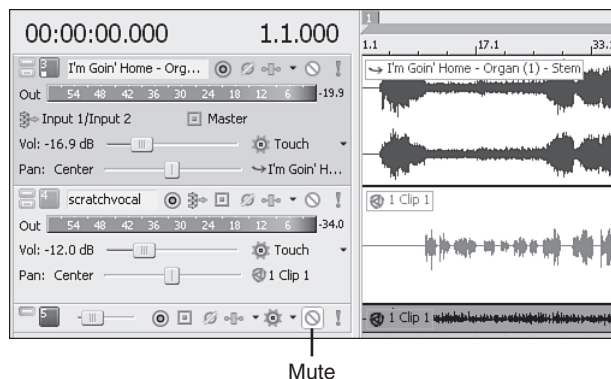 00:00:00.000 1.1.000
1
1.1 17.1 33.
3 I'm Goin' Home - Org...
Out 54 48 42 36 30 24 18 12 6 -19.9
Input 1/Input 2 Master
Vol: -16.9 dB Touch
Pan: Center I'm Goin' H...
I'm Goin' Home - Organ (1) - Stem
4 scratchvocal
Out 54 48 42 36 30 24 18 12 6 -34.0
Vol: -12.0 dB Touch
Pan: Center 1 Clip 1
1 Clip 1
5
1 Clip 1
Mute